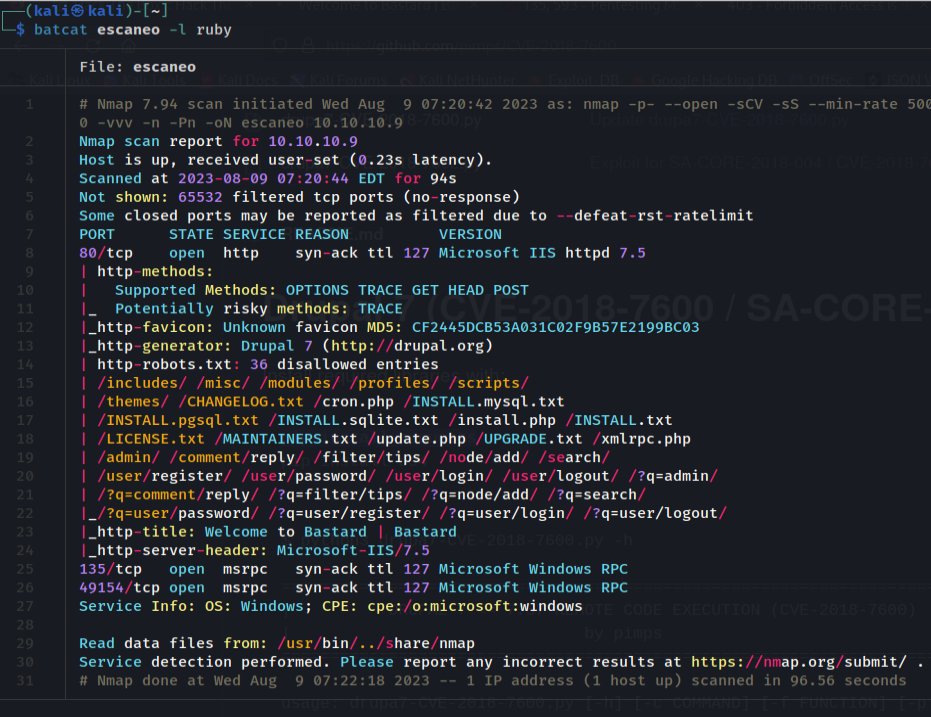 (kali㉿kali)-[~]
$ batcat escaneo -l ruby
File: escaneo
1 # Nmap 7.94 scan initiated Wed Aug  9 07:20:42 2023 as: nmap -p- --open -sCV -sS --min-rate 500
0 -vvv -n -Pn -oN escaneo 10.10.10.9
2 Nmap scan report for 10.10.10.9
3 Host is up, received user-set (0.23s latency).
4 Scanned at 2023-08-09 07:20:44 EDT for 94s
5 Not shown: 65532 filtered tcp ports (no-response)
6 Some closed ports may be reported as filtered due to --defeat-rst-ratelimit
7 PORT      STATE SERVICE REASON          VERSION
8 80/tcp    open  http    syn-ack ttl 127 Microsoft IIS httpd 7.5
9 | http-methods:
10 |   Supported Methods: OPTIONS TRACE GET HEAD POST
11 |_  Potentially risky methods: TRACE
12 |_http-favicon: Unknown favicon MD5: CF2445DCB53A031C02F9B57E2199BC03
13 |_http-generator: Drupal 7 (http://drupal.org)
14 | http-robots.txt: 36 disallowed entries
15 | /includes/ /misc/ /modules/ /profiles/ /scripts/
16 | /themes/ /CHANGELOG.txt /cron.php /INSTALL.mysql.txt
17 | /INSTALL.pgsql.txt /INSTALL.sqlite.txt /install.php /INSTALL.txt
18 | /LICENSE.txt /MAINTAINERS.txt /update.php /UPGRADE.txt /xmlrpc.php
19 | /admin/ /comment/reply/ /filter/tips/ /node/add/ /search/
20 | /user/register/ /user/password/ /user/login/ /user/logout/ /?q=admin/
21 | /?q=comment/reply/ /?q=filter/tips/ /?q=node/add/ /?q=search/
22 |_/?q=user/password/ /?q=user/register/ /?q=user/login/ /?q=user/logout/
23 |_http-title: Welcome to Bastard | Bastard
24 |_http-server-header: Microsoft-IIS/7.5
25 135/tcp   open  msrpc   syn-ack ttl 127 Microsoft Windows RPC
26 49154/tcp open  msrpc   syn-ack ttl 127 Microsoft Windows RPC
27 Service Info: OS: Windows; CPE: cpe:/o:microsoft:windows
28
29 Read data files from: /usr/bin/../share/nmap
30 Service detection performed. Please report any incorrect results at https://nmap.org/submit/ .
31 # Nmap done at Wed Aug  9 07:22:18 2023 -- 1 IP address (1 host up) scanned in 96.56 seconds